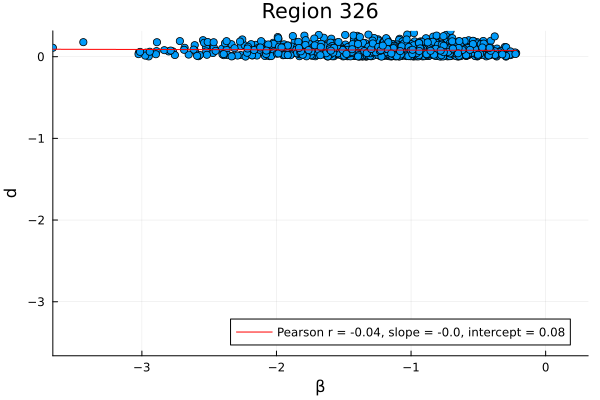 Region 326
0
−1
−2
−3
d
Pearson r = -0.04, slope = -0.0, intercept = 0.08
−3
−2
−1
0
β